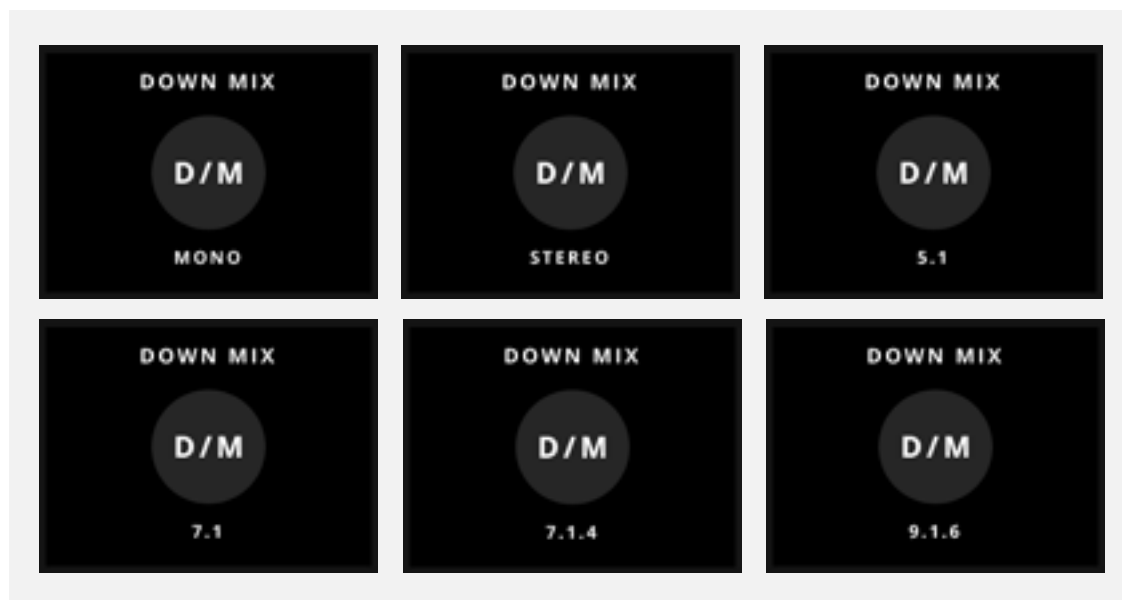 DOWN MIX
D/M
MONO
DOWN MIX
D/M
STEREO
DOWN MIX
D/M
5.1
DOWN MIX
D/M
7.1
DOWN MIX
D/M
7.1.4
DOWN MIX
D/M
9.1.6